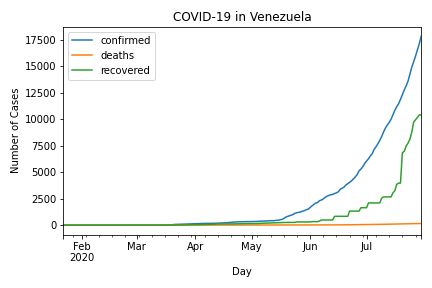 COVID-19 in Venezuela
confirmed
deaths
recovered
Number of Cases
17500
15000
12500
10000
7500
5000
2500
0
Feb Mar Apr May Jun Jul
2020
Day